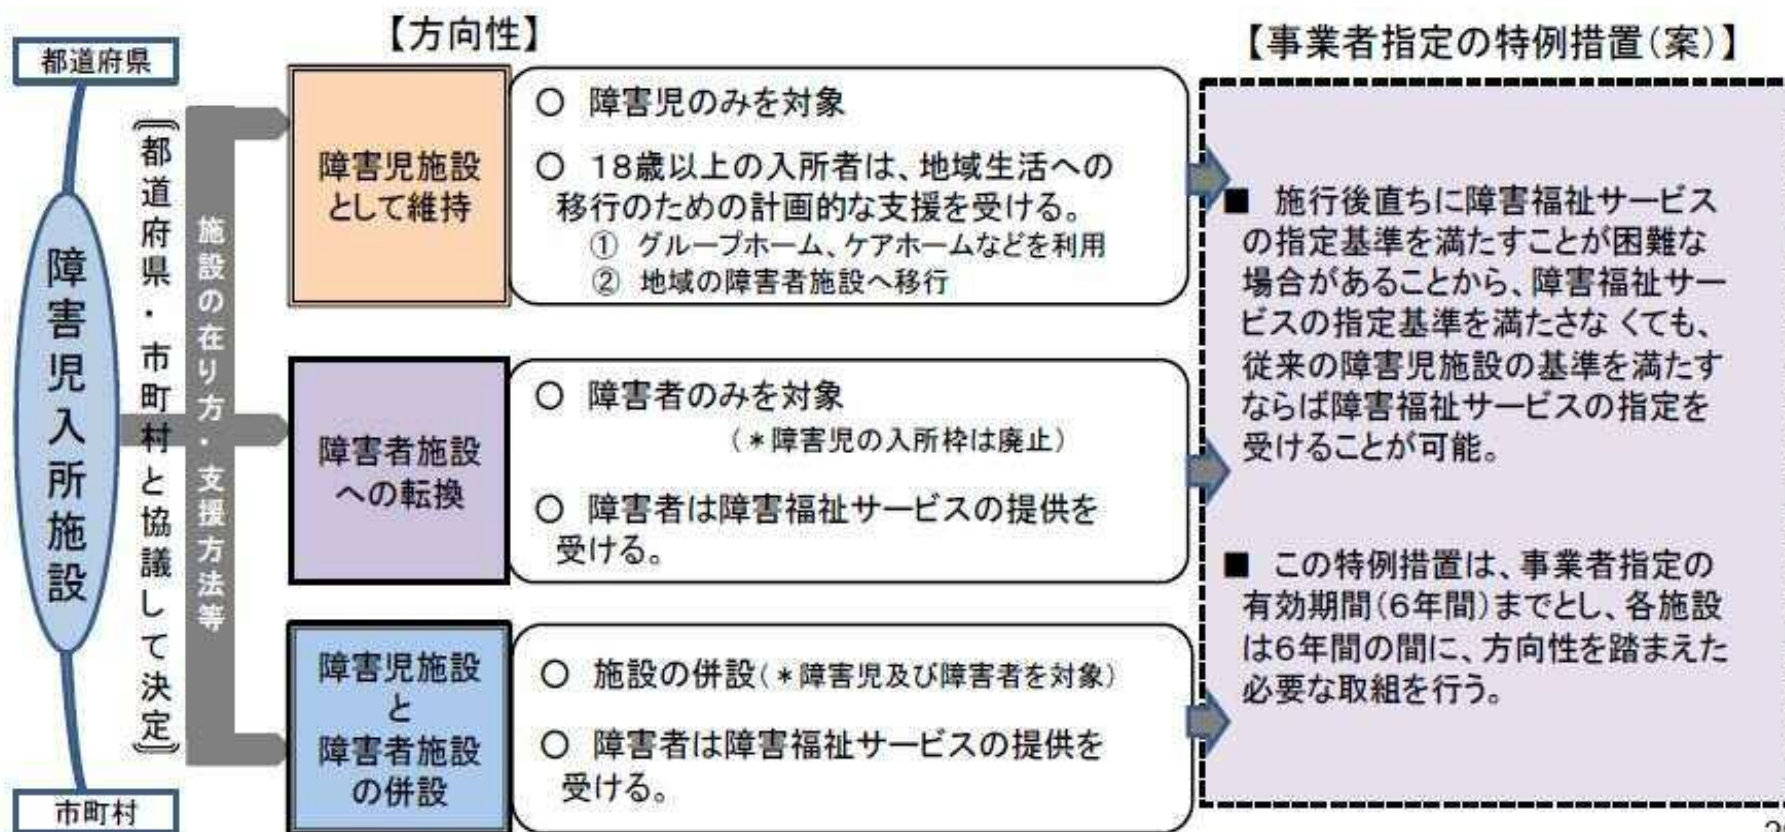 【方向性】
【事業者指定の特例措置(案)】
都道府県
障害児入所施設
市町村
(都道府県・市町村と協議して決定)
施設の在り方・支援方法等
障害児施設
として維持
○ 障害児のみを対象
○ 18歳以上の入所者は、地域生活への
移行のための計画的な支援を受ける。
① グループホーム、ケアホームなどを利用
② 地域の障害者施設へ移行
障害者施設
への転換
○ 障害者のみを対象
(*障害児の入所枠は廃止)
○ 障害者は障害福祉サービスの提供を
受ける。
障害児施設
と
障害者施設
の併設
○ 施設の併設(*障害児及び障害者を対象)
○ 障害者は障害福祉サービスの提供を
受ける。
■ 施行後直ちに障害福祉サービス
の指定基準を満たすことが困難な
場合があることから、障害福祉サー
ビスの指定基準を満たさなくても、
従来の障害児施設の基準を満たす
ならば障害福祉サービスの指定を
受けることが可能。
■ この特例措置は、事業者指定の
有効期間(6年間)までとし、各施設
は6年間の間に、方向性を踏まえた
必要な取組を行う。